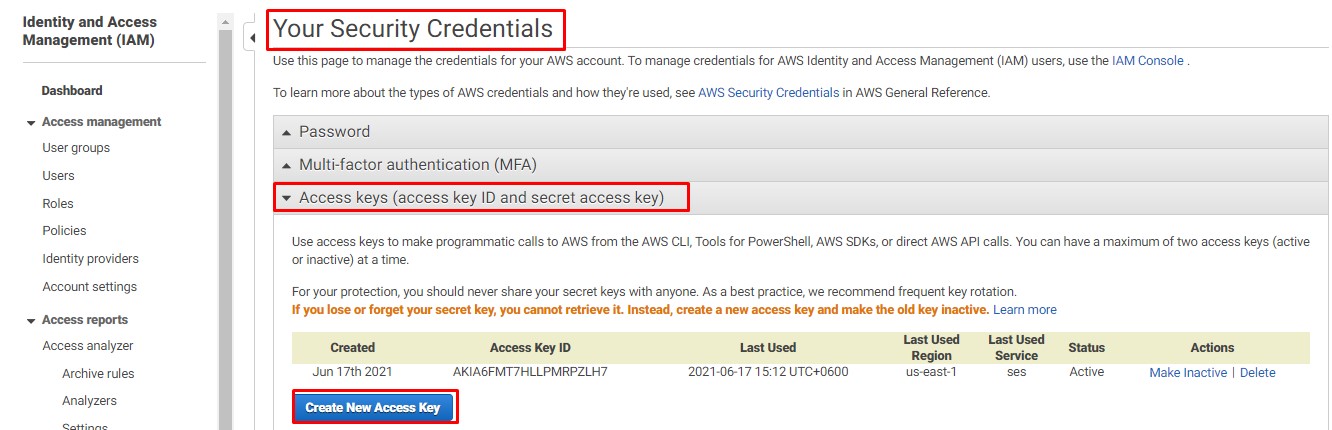 Identity and Access
Management (IAM)
Dashboard
Access management
User groups
Users
Roles
Policies
Identity providers
Account settings
Access reports
Access analyzer
Archive rules
Analyzers
Settings
Your Security Credentials
Use this page to manage the credentials for your AWS account. To manage credentials for AWS Identity and Access Management (IAM) users, use the IAM Console .
To learn more about the types of AWS credentials and how they're used, see AWS Security Credentials in AWS General Reference.
Password
Multi-factor authentication (MFA)
Access keys (access key ID and secret access key)
Use access keys to make programmatic calls to AWS from the AWS CLI, Tools for PowerShell, AWS SDKs, or direct AWS API calls. You can have a maximum of two access keys (active
or inactive) at a time.
For your protection, you should never share your secret keys with anyone. As a best practice, we recommend frequent key rotation.
If you lose or forget your secret key, you cannot retrieve it. Instead, create a new access key and make the old key inactive. Learn more
Created Access Key ID Last Used Last Used Region Last Used Service Status Actions
Jun 17th 2021 AKIA6FMT7HLLPMRPZLH7 2021-06-17 15:12 UTC+0600 us-east-1 ses Active Make Inactive | Delete
Create New Access Key